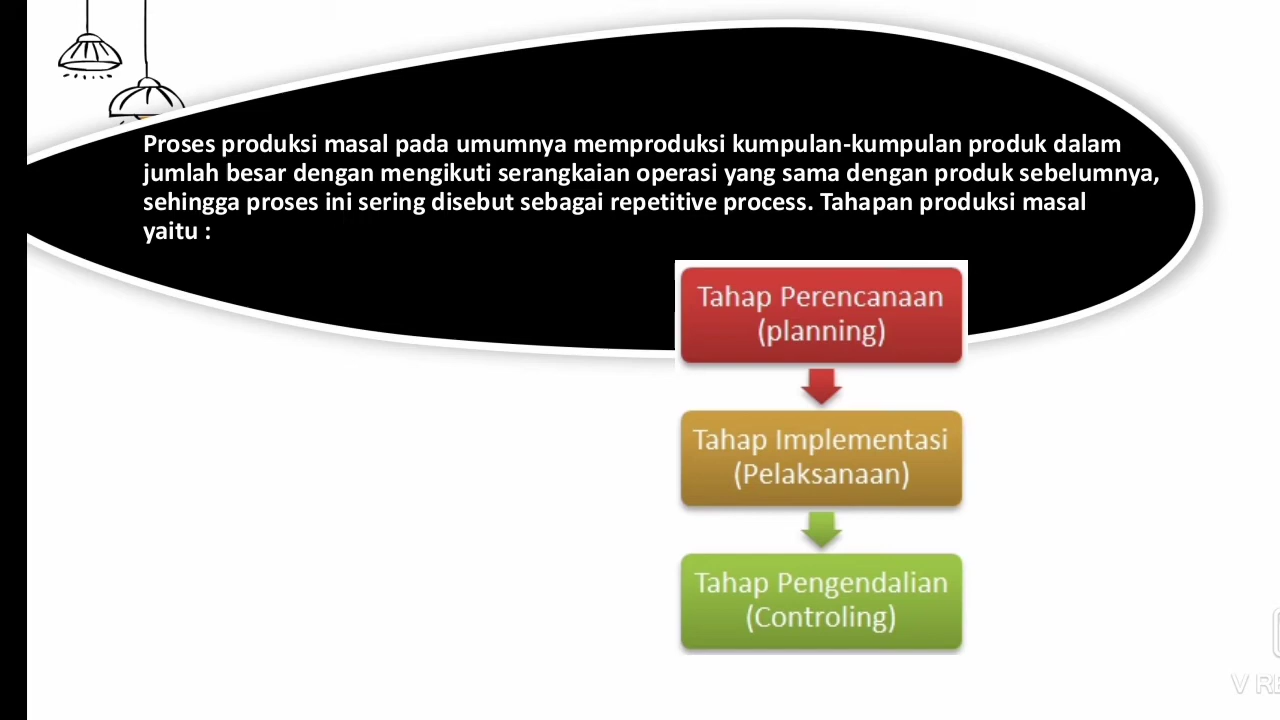 Proses produksi masal pada umumnya memproduksi kumpulan-kumpulan produk dalam
jumlah besar dengan mengikuti serangkaian operasi yang sama dengan produk sebelumnya,
sehingga proses ini sering disebut sebagai repetitive process. Tahapan produksi masal
yaitu :
Tahap Perencanaan
(planning)
Tahap Implementasi
(Pelaksanaan)
Tahap Pengendalian
(Controling)